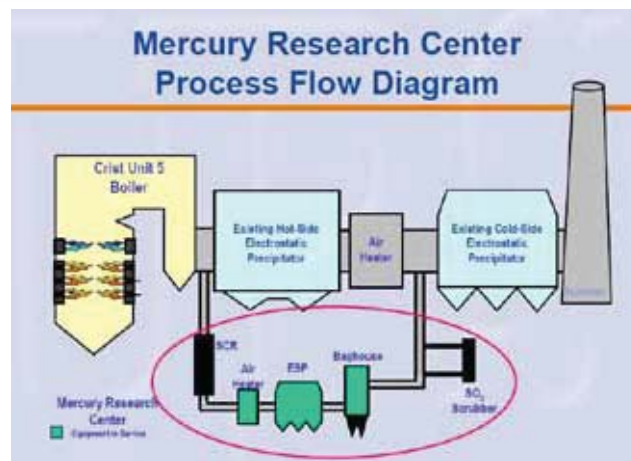 Mercury Research Center
Process Flow Diagram
Crist Unit 5
Boiler
Existing Hot-Side
Electrostatic
Precipitator
Air
Heater
Existing Cold-Side
Electrostatic
Precipitator
SCR
Air
Heater
ESP
Baghouse
SO2
Scrubber
Mercury Research
Center
Equipment in Service